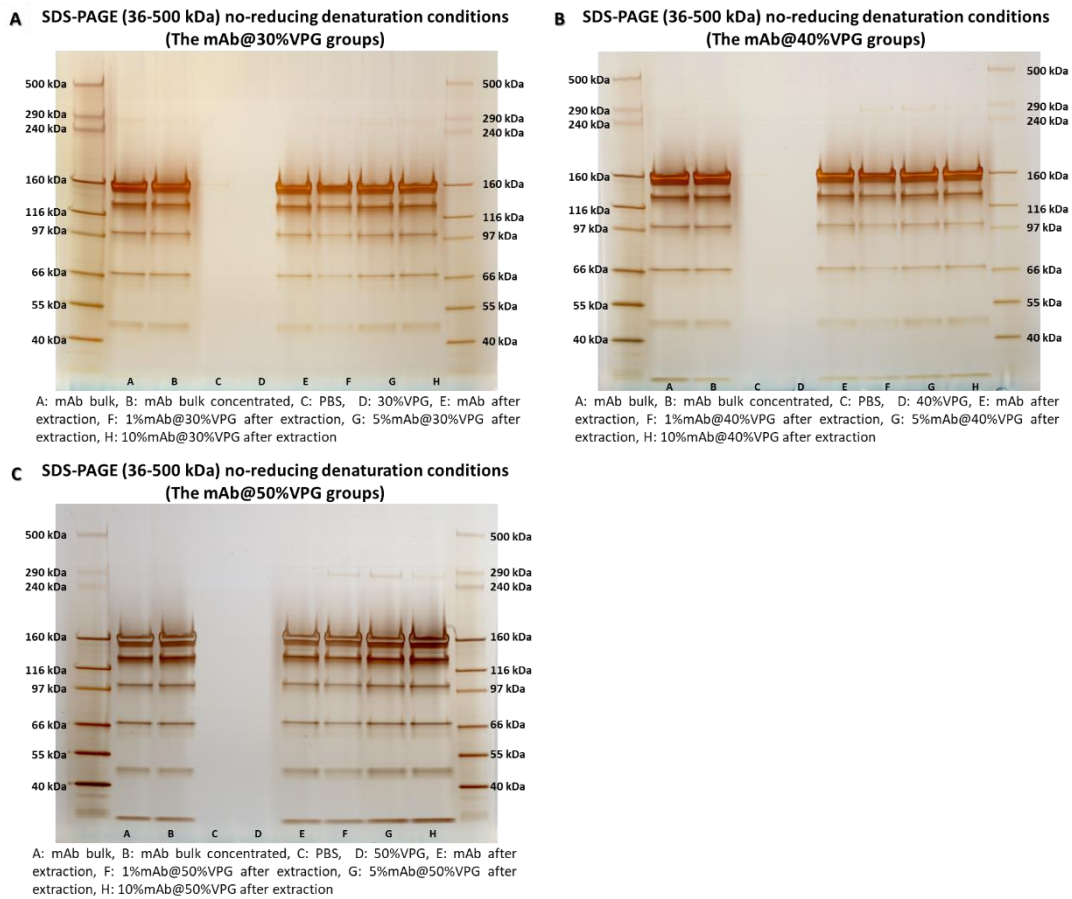 A
SDS-PAGE (36-500 kDa) no-reducing denaturation conditions
(The mAb@30%VPG groups)
500 kDa
290 kDa
240 kDa
160 kDa
116 kDa
97 kDa
66 kDa
55 kDa
40 kDa
500 kDa
290 kDa
240 kDa
160 kDa
116 kDa
97 kDa
66 kDa
55 kDa
40 kDa
A B C D E F G H
A: mAb bulk, B: mAb bulk concentrated, C: PBS, D: 30%VPG, E: mAb after
extraction, F: 1%mAb@30%VPG after extraction, G: 5%mAb@30%VPG after
extraction, H: 10%mAb@30%VPG after extraction
B
SDS-PAGE (36-500 kDa) no-reducing denaturation conditions
(The mAb@40%VPG groups)
500 kDa
290 kDa
240 kDa
160 kDa
116 kDa
97 kDa
66 kDa
55 kDa
40 kDa
500 kDa
290 kDa
240 kDa
160 kDa
116 kDa
97 kDa
66 kDa
55 kDa
40 kDa
A B C D E F G H
A: mAb bulk, B: mAb bulk concentrated, C: PBS, D: 40%VPG, E: mAb after
extraction, F: 1%mAb@40%VPG after extraction, G: 5%mAb@40%VPG after
extraction, H: 10%mAb@40%VPG after extraction
C
SDS-PAGE (36-500 kDa) no-reducing denaturation conditions
(The mAb@50%VPG groups)
500 kDa
290 kDa
240 kDa
160 kDa
116 kDa
97 kDa
66 kDa
55 kDa
40 kDa
500 kDa
290 kDa
240 kDa
160 kDa
116 kDa
97 kDa
66 kDa
55 kDa
40 kDa
A B C D E F G H
A: mAb bulk, B: mAb bulk concentrated, C: PBS, D: 50%VPG, E: mAb after
extraction, F: 1%mAb@50%VPG after extraction, G: 5%mAb@50%VPG after
extraction, H: 10%mAb@50%VPG after extraction